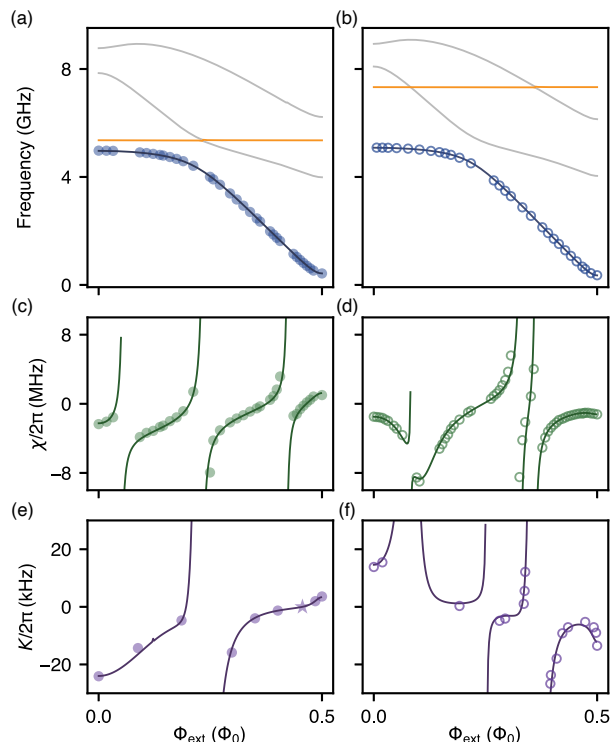 (a) (b)
Frequency (GHz)
8
4
0
(c) (d)
χ/2π (MHz)
8
0
−8
(e) (f)
K/2π (kHz)
20
0
−20
0.0 0.5 0.0 0.5
Φext (Φ0) Φext (Φ0)